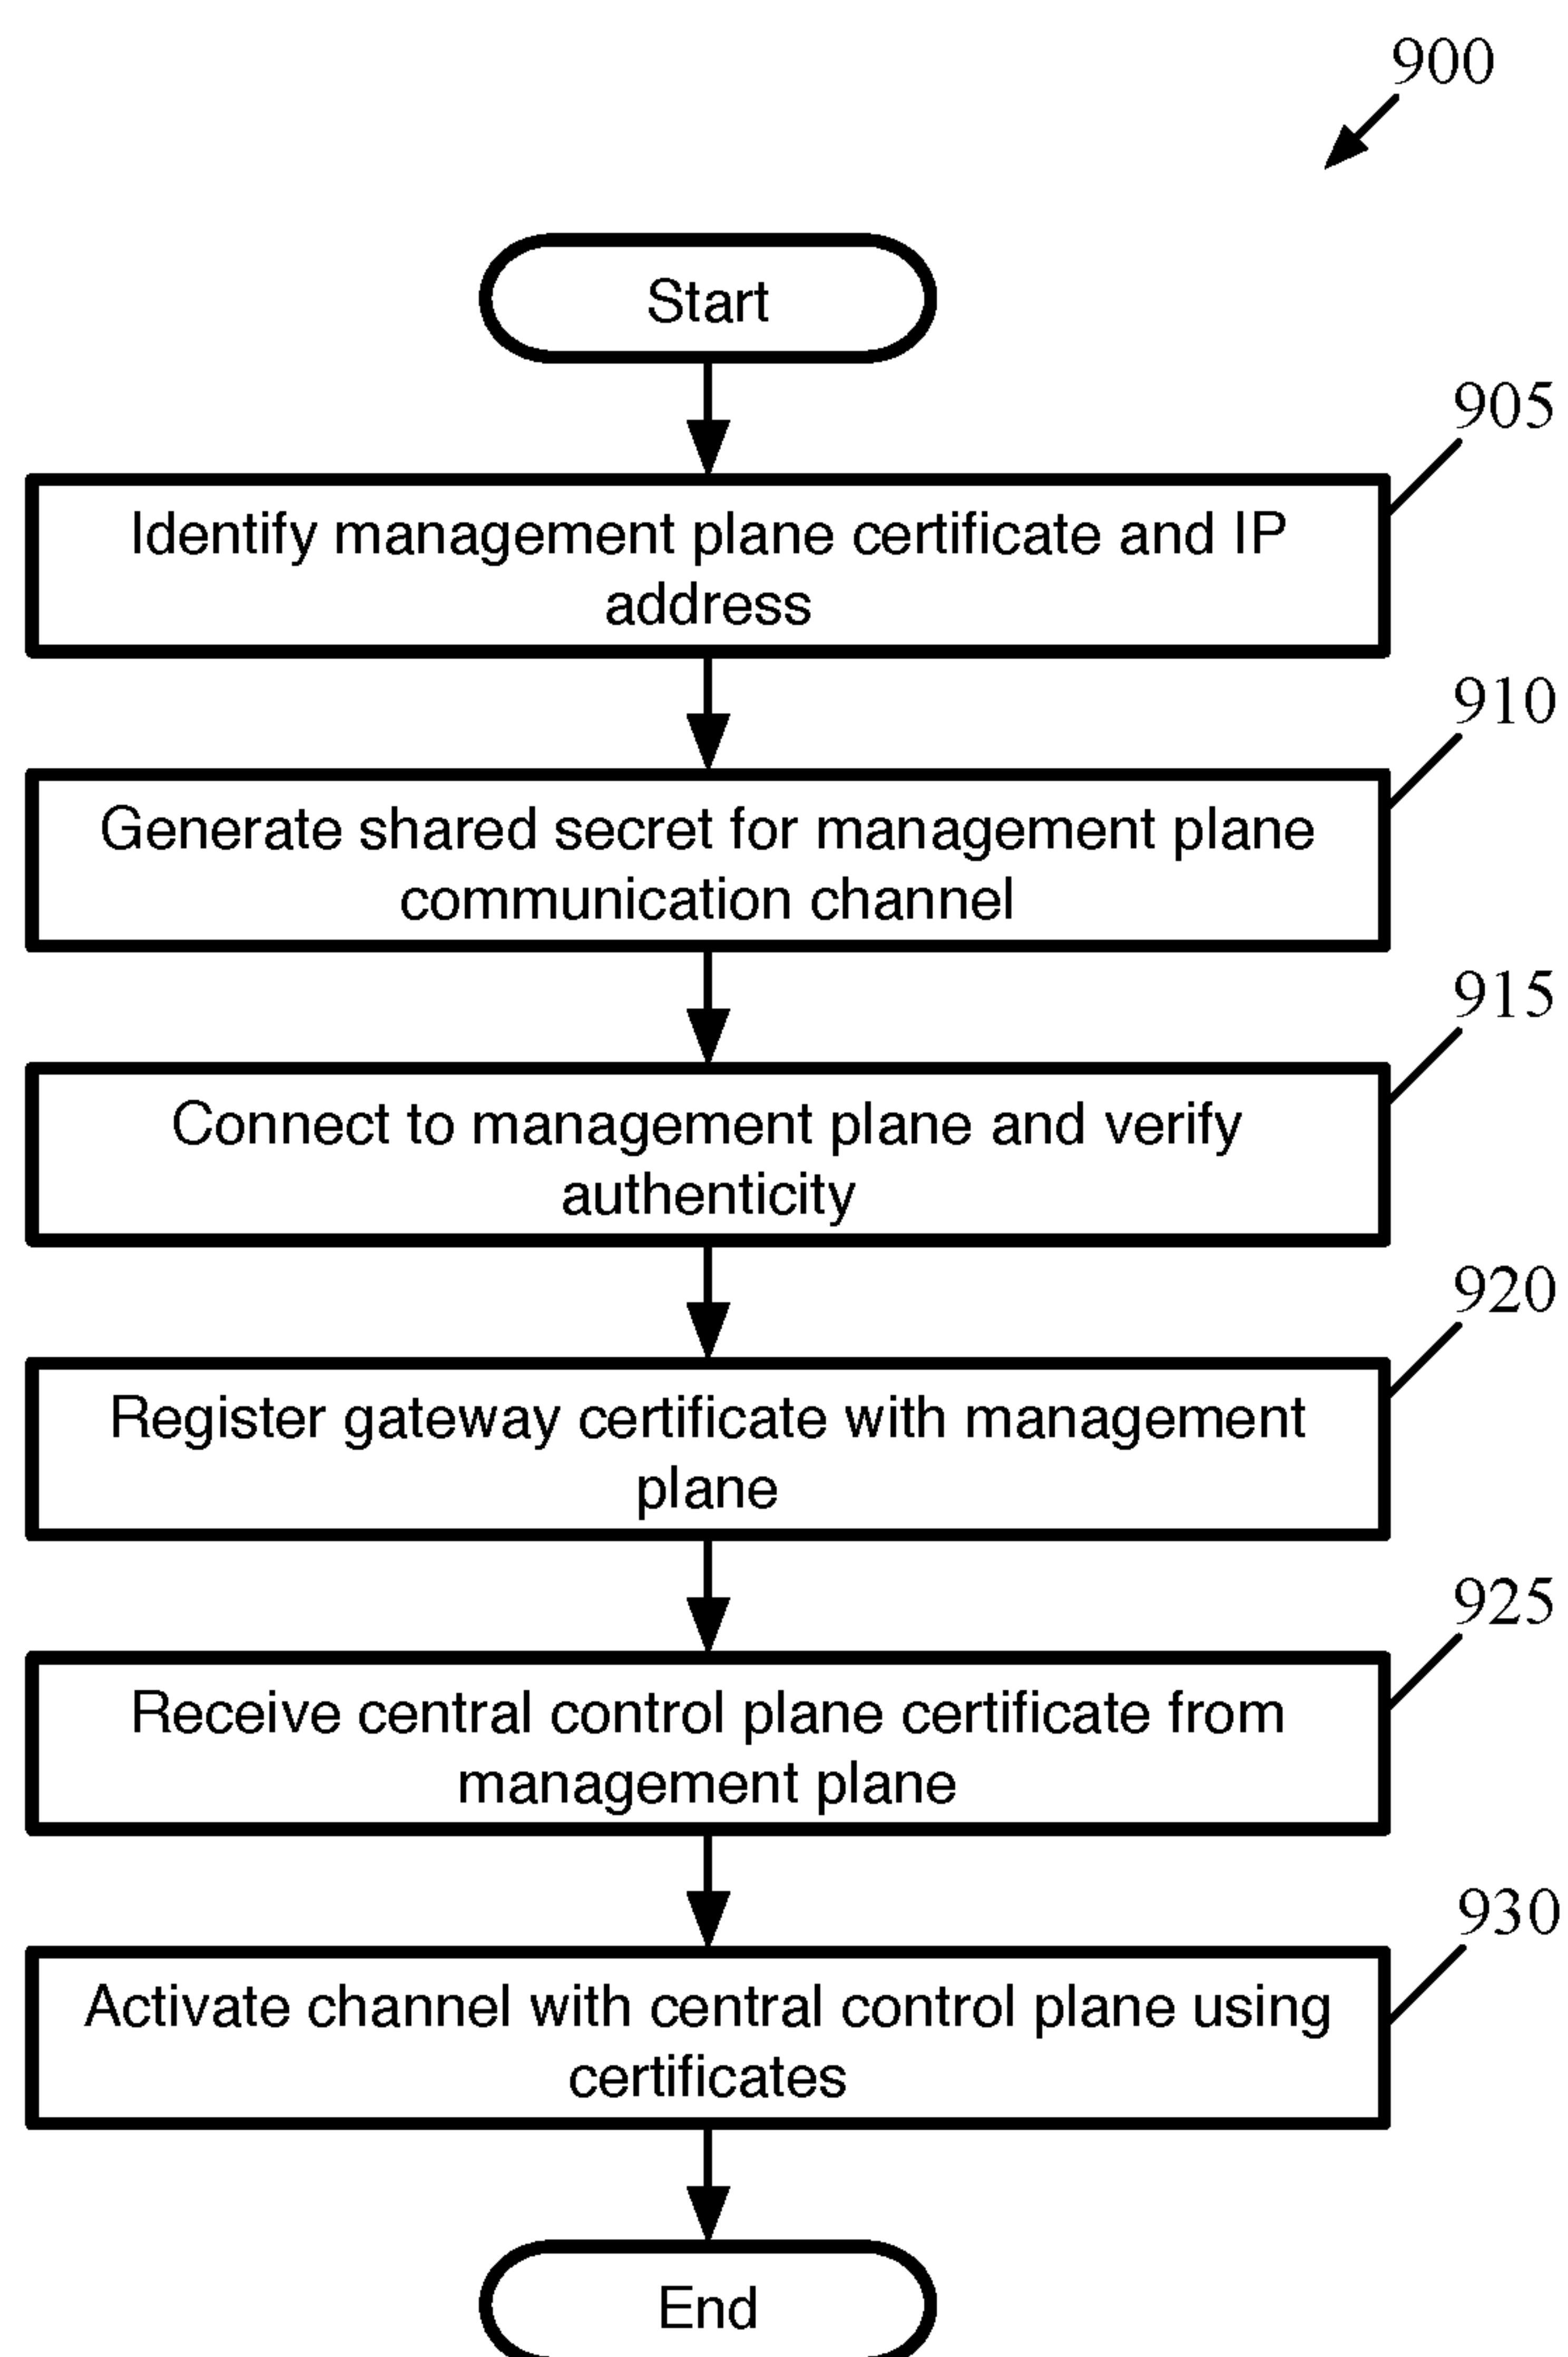 900
Start
905
Identify management plane certificate and IP
address
910
Generate shared secret for management plane
communication channel
915
Connect to management plane and verify
authenticity
920
Register gateway certificate with management
plane
925
Receive central control plane certificate from
management plane
930
Activate channel with central control plane using
certificates
End